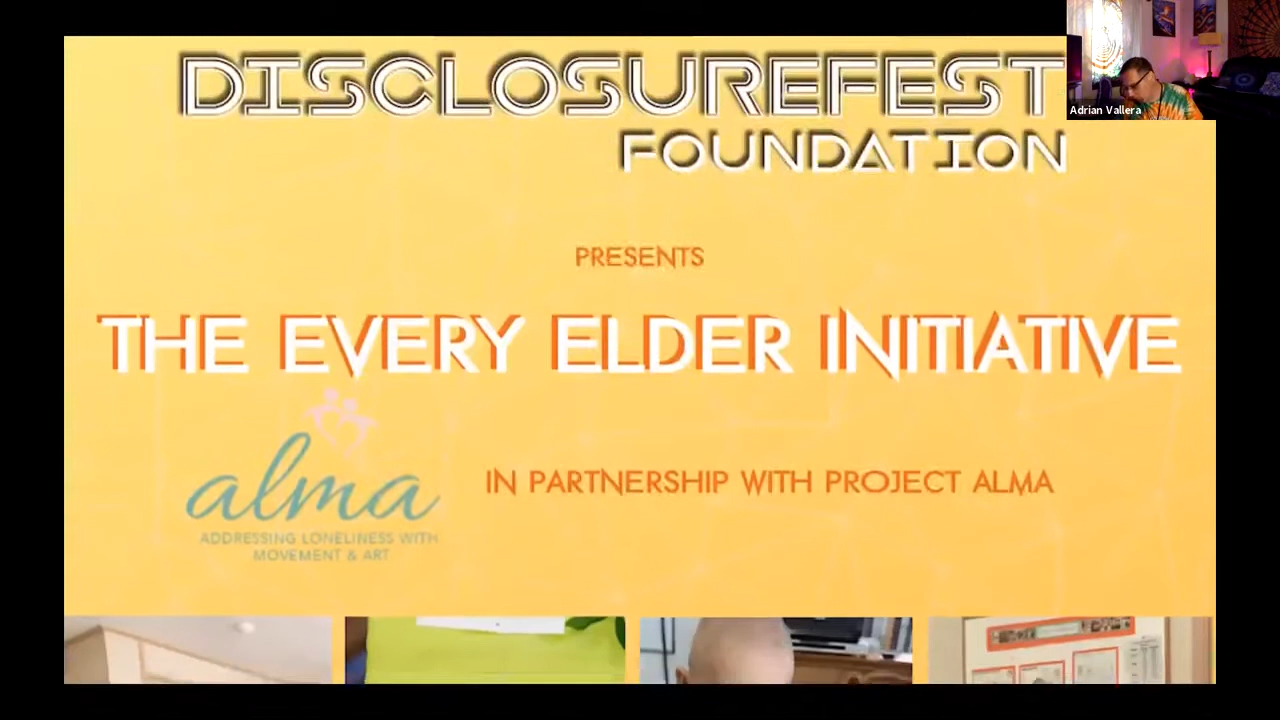 DISCLOSUREFEST
FOUNDATION
Adrian Vallera
PRESENTS
THE EVERY ELDER INITIATIVE
alma
ADDRESSING LONELINESS WITH
MOVEMENT & ART
IN PARTNERSHIP WITH PROJECT ALMA